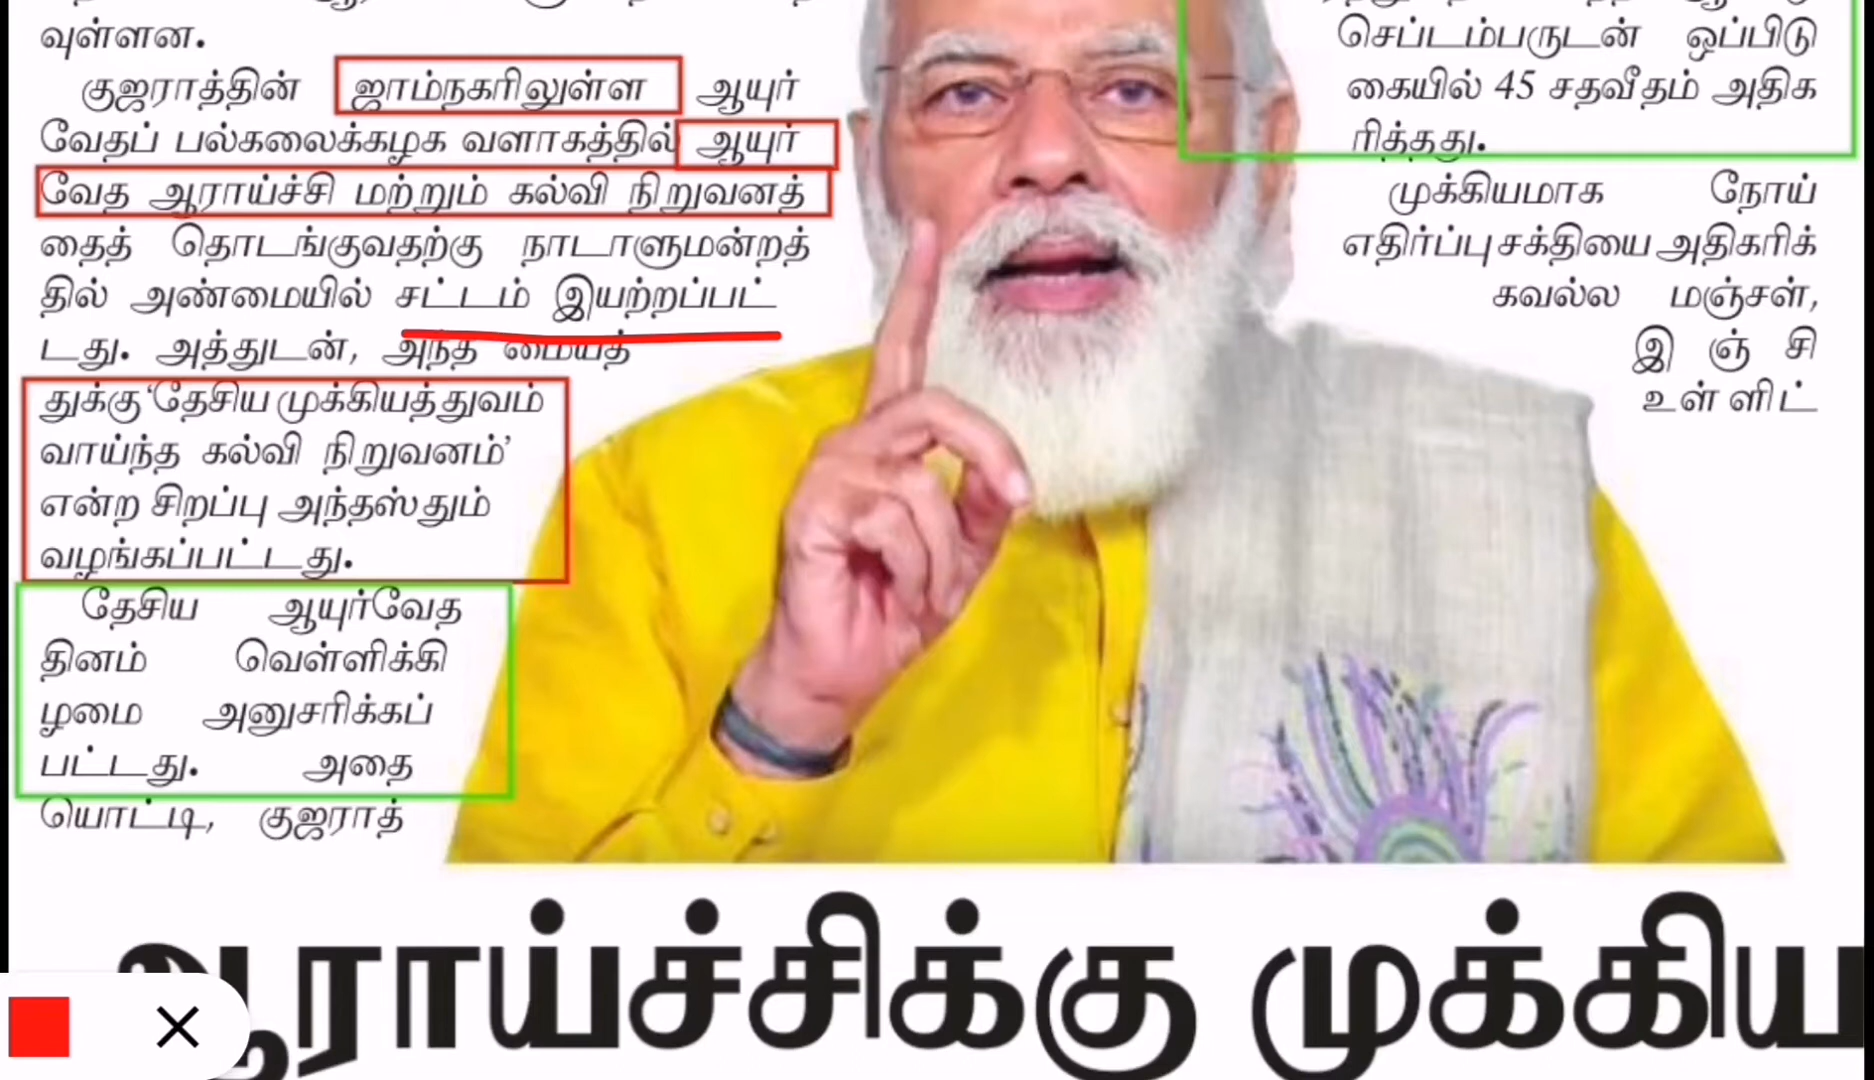 வுள்ளன.
குஜராத்தின் ஜாம்நகரிலுள்ள ஆயுர்
வேதப் பல்கலைக்கழக வளாகத்தில் ஆயுர்
வேத ஆராய்ச்சி மற்றும் கல்வி நிறுவனத்
தைத் தொடங்குவதற்கு நாடாளுமன்றத்
தில் அண்மையில் சட்டம் இயற்றப்பட்
டது. அத்துடன், அந்த மையத்
துக்கு ‘தேசிய முக்கியத்துவம்
வாய்ந்த கல்வி நிறுவனம்’
என்ற சிறப்பு அந்தஸ்தும்
வழங்கப்பட்டது.
தேசிய ஆயுர்வேத
தினம் வெள்ளிக்கி
ழமை அனுசரிக்கப்
பட்டது. அதை
யொட்டி, குஜராத்
செப்டம்பருடன் ஒப்பிடு
கையில் 45 சதவீதம் அதிக
ரித்தது.
முக்கியமாக நோய்
எதிர்ப்பு சக்தியை அதிகரிக்
கவல்ல மஞ்சள்,
இஞ்சி
உள்ளிட்
ஆராய்ச்சிக்கு முக்கிய